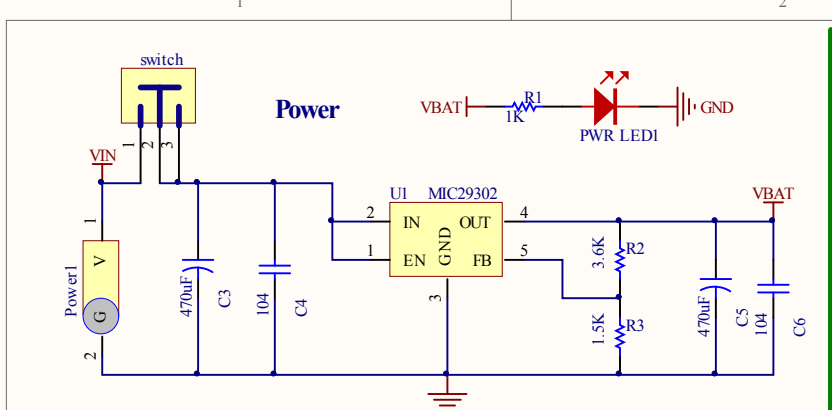 1
2
switch
Power
VBAT
R1
1K
PWR LED1
GND
1
2
3
VIN
U1
MIC29302
VBAT
2
IN
OUT
4
1
EN
GND
FB
5
3
1
V
Power1
G
2
470uF
C3
104
C4
3.6K
R2
1.5K
R3
470uF
C5
104
C6